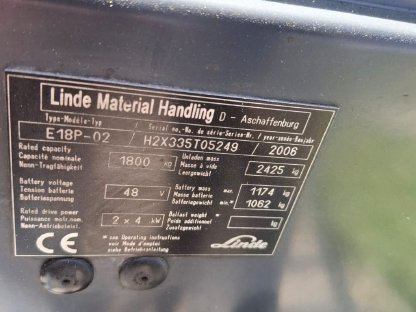 Linde Material Handling D - Aschaffenburg
Type-Modèle-Typ / Serial no.-No. de série-Serien-Nr. / year-année-Baujahr
E18P-02 / H2X335T05249 / 2006
Rated capacity
Capacité nominale
Nenn-Tragfähigkeit
1800 kg
Unladen mass
Masse à vide
Leergewicht
2425 kg
Battery voltage
Tension batterie
Batteriespannung
48 V
Battery mass
Masse batterie
Batteriegewicht
max. 1174 kg
min.* 1062 kg
Rated drive power
Puissance motr.nom.
Nenn-Antriebsleist.
2 x 4 kW
Ballast weight *
Poids additionnel
Zusatzgewicht
kg
CE
* see Operating instructions
voir Mode d'emploi
siehe Betriebsanleitung
Linde